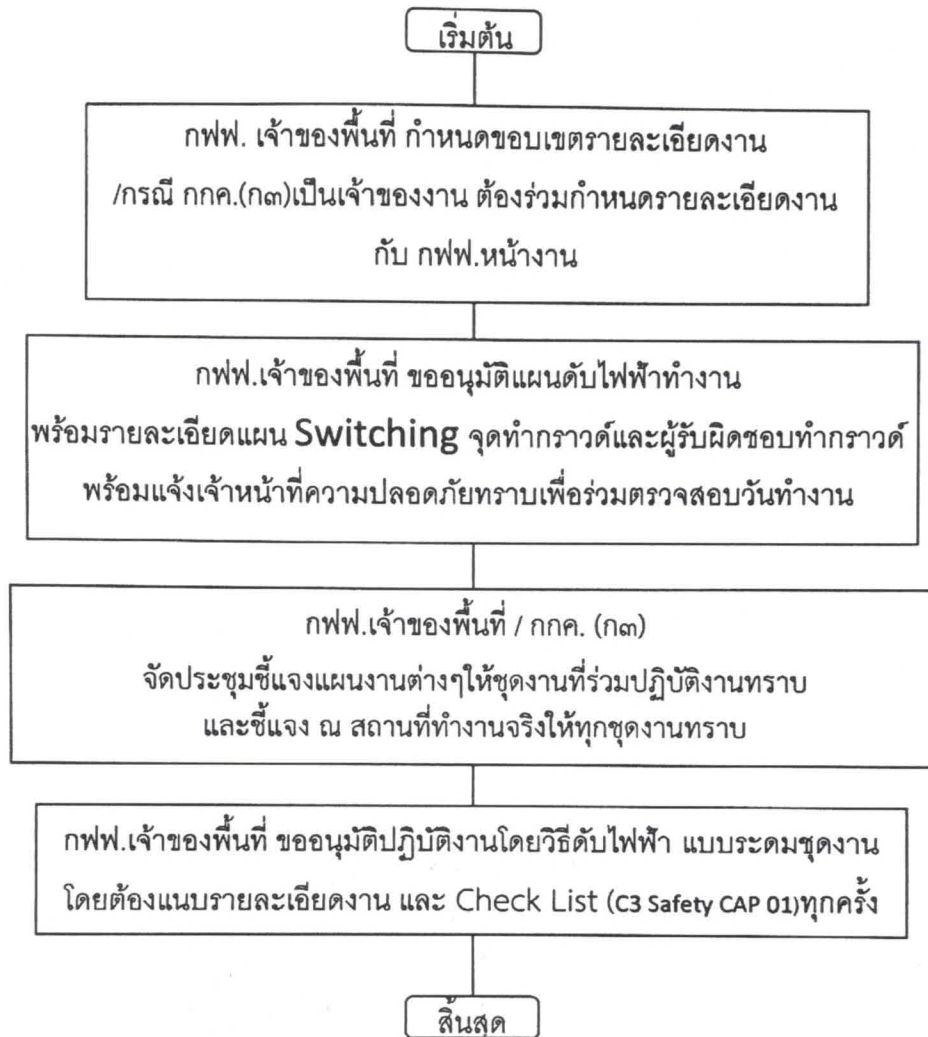 เริ่มต้น
กฟฟ. เจ้าของพื้นที่ กำหนดขอบเขตรายละเอียดงาน
/กรณี กกค.(ก๓)เป็นเจ้าของงาน ต้องร่วมกำหนดรายละเอียดงาน
กับ กฟฟ.หน้างาน
กฟฟ.เจ้าของพื้นที่ ขออนุมัติแผนดับไฟฟ้าทำงาน
พร้อมรายละเอียดแผน Switching จุดทำกราวด์และผู้รับผิดชอบทำกราวด์
พร้อมแจ้งเจ้าหน้าที่ความปลอดภัยทราบเพื่อร่วมตรวจสอบวันทำงาน
กฟฟ.เจ้าของพื้นที่ / กกค. (ก๓)
จัดประชุมชี้แจงแผนงานต่างๆให้ชุดงานที่ร่วมปฏิบัติงานทราบ
และชี้แจง ณ สถานที่ทำงานจริงให้ทุกชุดงานทราบ
กฟฟ.เจ้าของพื้นที่ ขออนุมัติปฏิบัติงานโดยวิธีดับไฟฟ้า แบบระดมชุดงาน
โดยต้องแนบรายละเอียดงาน และ Check List (C3 Safety CAP 01)ทุกครั้ง
สิ้นสุด